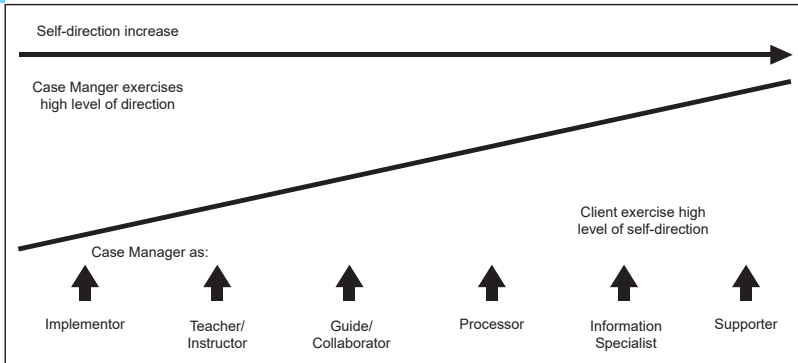 Self-direction increase
Case Manger exercises
high level of direction
Client exercise high
level of self-direction
Case Manager as:
Implementor
Teacher/
Instructor
Guide/
Collaborator
Processor
Information
Specialist
Supporter